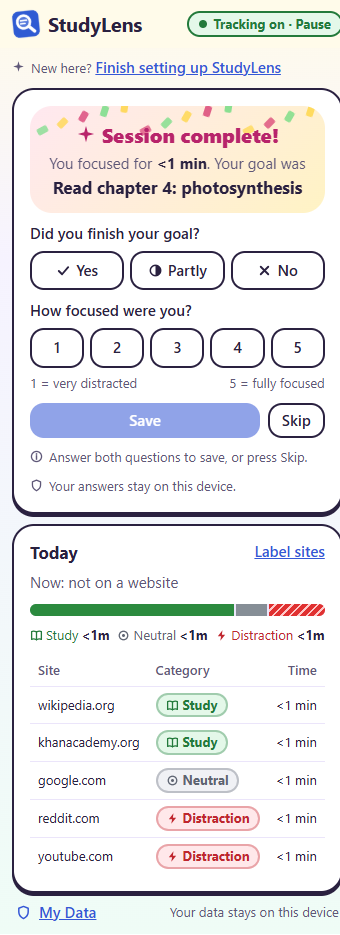 StudyLens
Tracking on · Pause
New here? Finish setting up StudyLens
Session complete!
You focused for <1 min. Your goal was
Read chapter 4: photosynthesis
Did you finish your goal?
Yes
Partly
No
How focused were you?
1
2
3
4
5
1 = very distracted
5 = fully focused
Save
Skip
Answer both questions to save, or press Skip.
Your answers stay on this device.
Today
Label sites
Now: not on a website
Study <1m
Neutral <1m
Distraction <1m
Site Category Time
wikipedia.org Study <1 min
khanacademy.org Study <1 min
google.com Neutral <1 min
reddit.com Distraction <1 min
youtube.com Distraction <1 min
My Data
Your data stays on this device